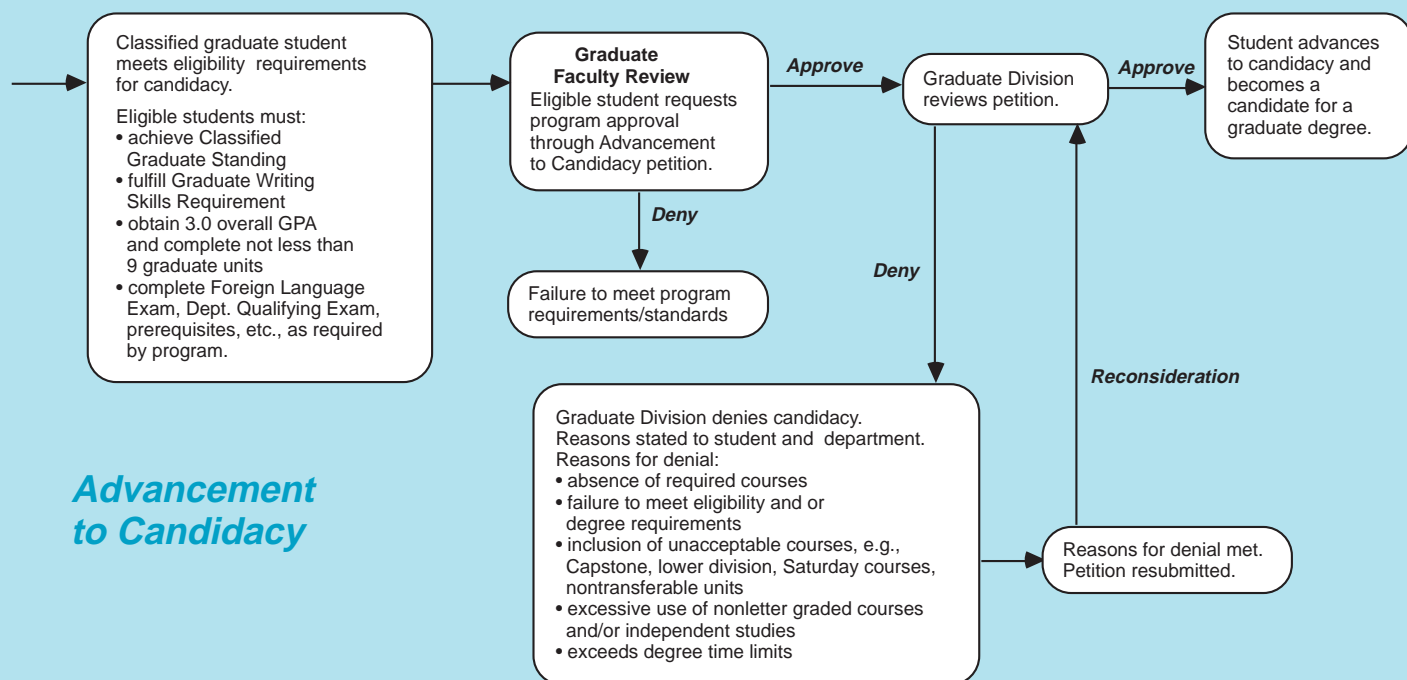 Classified graduate student
meets eligibility requirements
for candidacy.
Eligible students must:
• achieve Classified
Graduate Standing
• fulfill Graduate Writing
Skills Requirement
• obtain 3.0 overall GPA
and complete not less than
9 graduate units
• complete Foreign Language
Exam, Dept. Qualifying Exam,
prerequisites, etc., as required
by program.
Graduate
Faculty Review
Eligible student requests
program approval
through Advancement
to Candidacy petition.
Approve
Graduate Division
reviews petition.
Approve
Student advances
to candidacy and
becomes a
candidate for a
graduate degree.
Deny
Failure to meet program
requirements/standards
Deny
Reconsideration
Graduate Division denies candidacy.
Reasons stated to student and department.
Reasons for denial:
• absence of required courses
• failure to meet eligibility and or
degree requirements
• inclusion of unacceptable courses, e.g.,
Capstone, lower division, Saturday courses,
nontransferable units
• excessive use of nonletter graded courses
and/or independent studies
• exceeds degree time limits
Reasons for denial met.
Petition resubmitted.
Advancement
to Candidacy